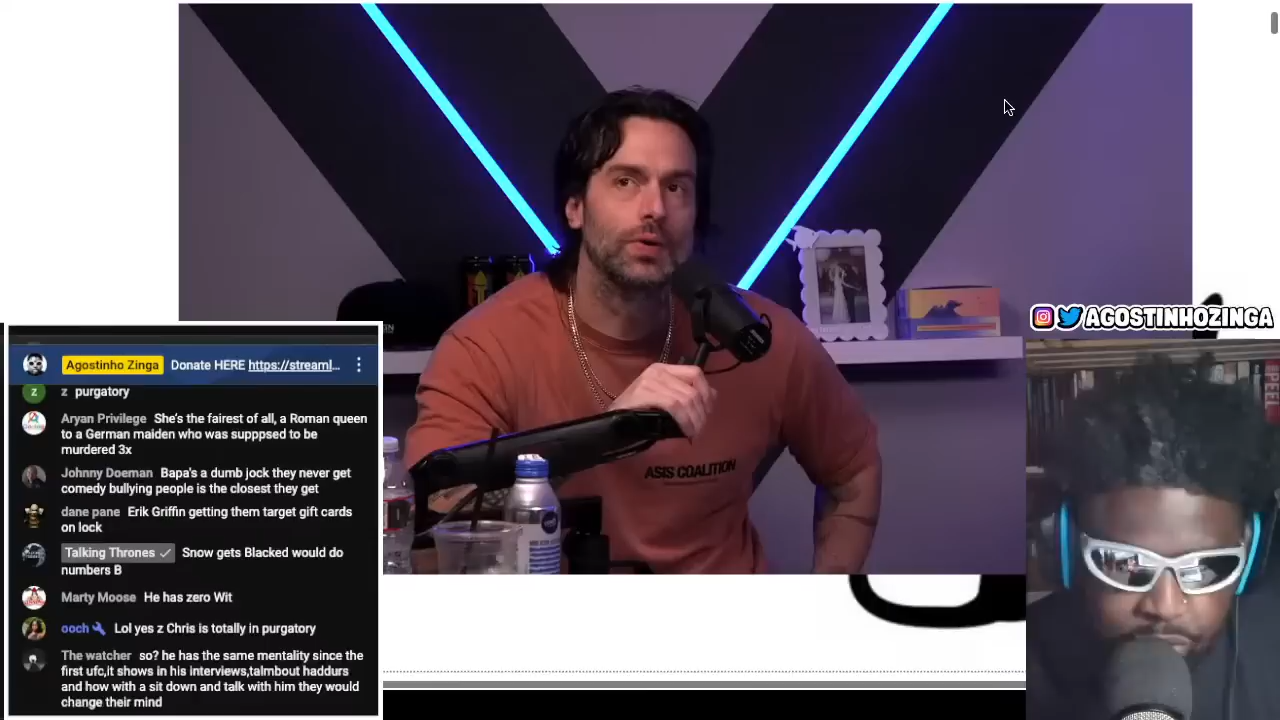 ASIS COALITION
AGOSTINHOZINGA
Agostinho Zinga Donate HERE https://streaml...
z purgatory
Aryan Privilege She's the fairest of all, a Roman queen
to a German maiden who was supppsed to be
murdered 3x
Johnny Doeman Bapa's a dumb jock they never get
comedy bullying people is the closest they get
dane pane Erik Griffin getting them target gift cards
on lock
Talking Thrones Snow gets Blacked would do
numbers B
Marty Moose He has zero Wit
ooch Lol yes z Chris is totally in purgatory
The watcher so? he has the same mentality since the
first ufc,it shows in his interviews,talmbout haddurs
and how with a sit down and talk with him they would
change their mind